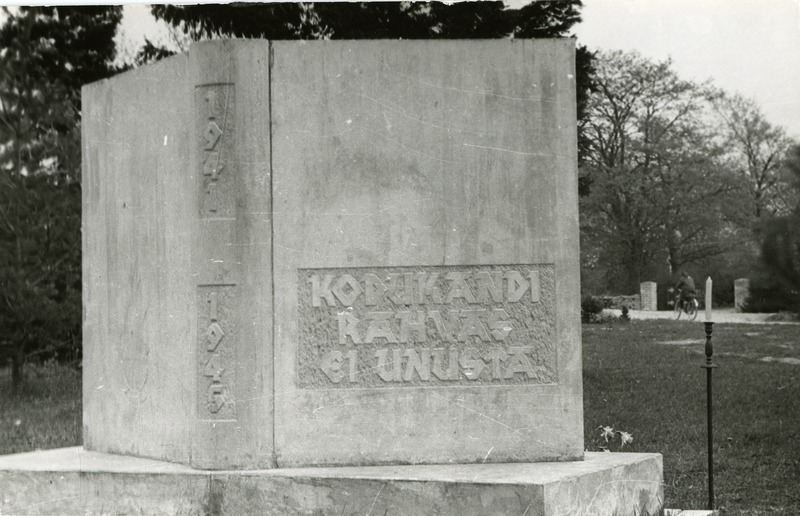 1941
1945
KODUKANDI
RAHVAS
EI UNUSTA